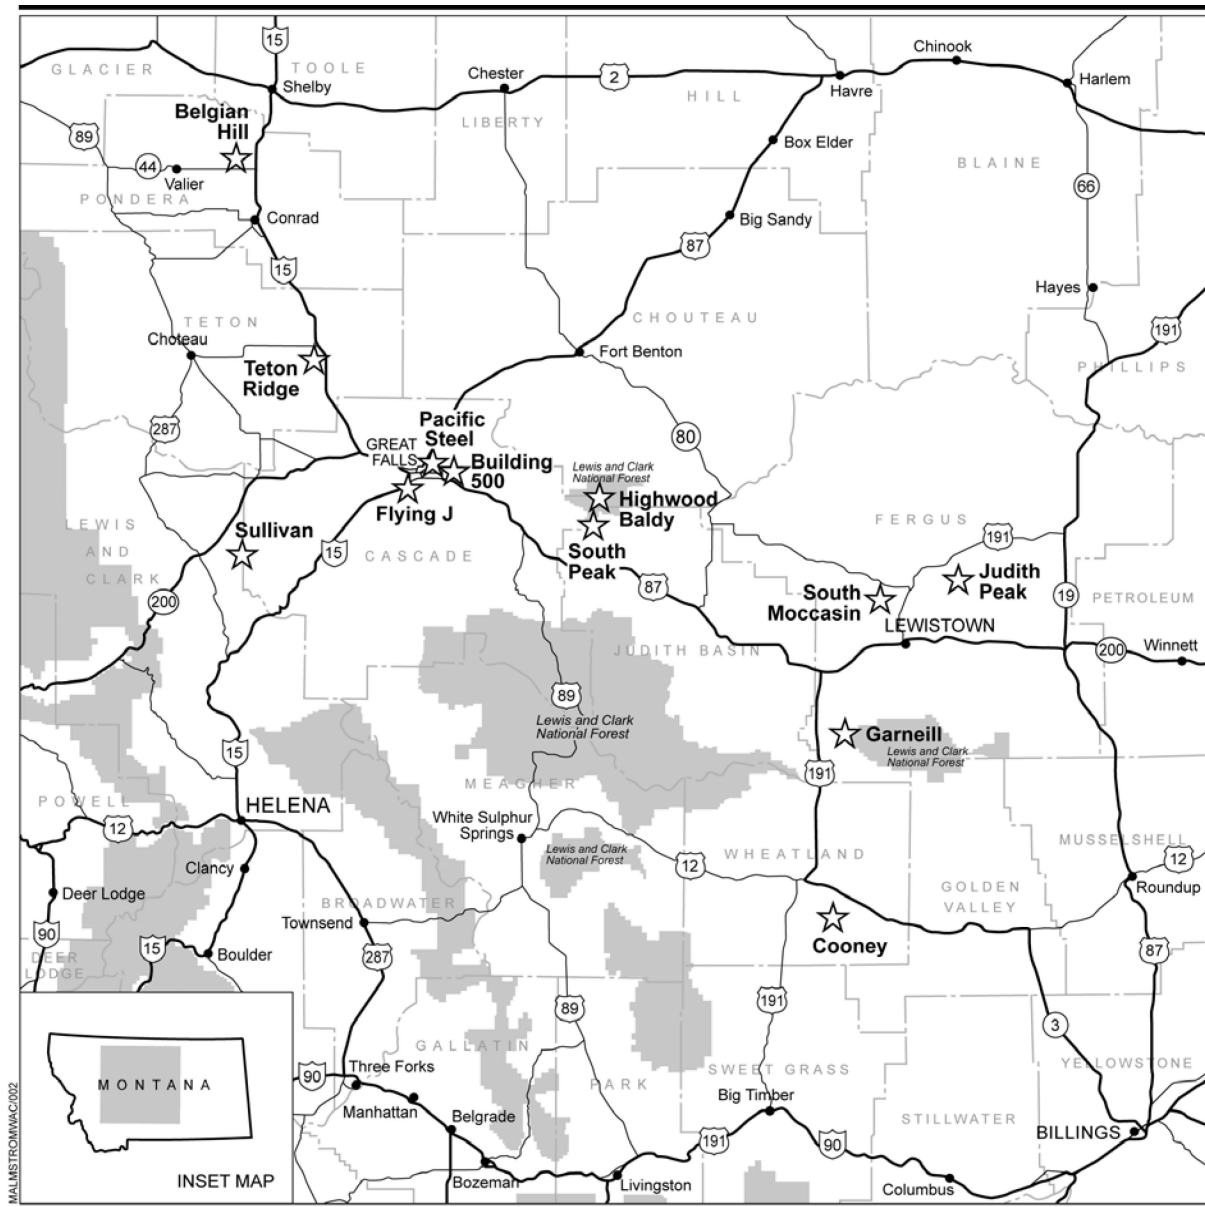 15
GLACIER
TOOLE
Chinook
Chester
2
Shelby
Havre
Harlem
HILL
Belgian
Hill
LIBERTY
89
Box Elder
44
BLAINE
Valier
66
PONDERA
Conrad
Big Sandy
87
15
Hayes
CHOUTEAU
TETON
191
Choteau
Fort Benton
Teton
Ridge
PHILLIPS
287
Pacific
Steel
80
GREAT
FALLS
Building
500
Lewis and Clark
National Forest
Highwood
Baldy
Flying J
LEWIS
AND
CLARK
Sullivan
FERGUS
191
15
CASCADE
South
Peak
Judith
Peak
87
South
Moccasin
200
19
PETROLEUM
LEWISTOWN
JUDITH BASIN
200
Winnett
89
Lewis and Clark
National Forest
Garneill
Lewis and Clark
National Forest
15
191
MEAGHER
POWELL
HELENA
12
White Sulphur
Springs
MUSSELSHELL
Lewis and Clark
National Forest
WHEATLAND
12
12
Clancy
Deer Lodge
GOLDEN
VALLEY
Roundup
BROADWATER
Townsend
90
15
Boulder
287
Cooney
87
DEER
LODGE
191
89
3
GALLATIN
MONTANA
90
Three Forks
PARK
SWEET GRASS
YELLOWSTONE
Manhattan
Big Timber
Belgrade
STILLWATER
BILLINGS
191
90
INSET MAP
Bozeman
Livingston
Columbus
MALMSTROM/WAC/002